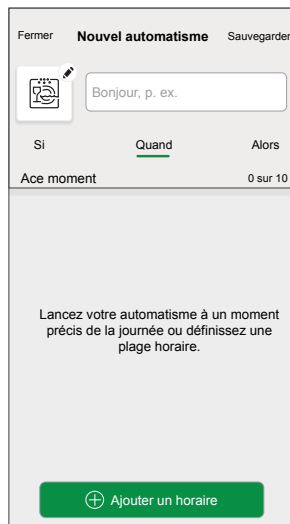 Fermer Nouvel automatisme Sauvegarder
Bonjour, p. ex.
Si Quand Alors
Ace moment 0 sur 10
Lancez votre automatisme à un moment
précis de la journée ou définissez une
plage horaire.
Ajouter un horaire